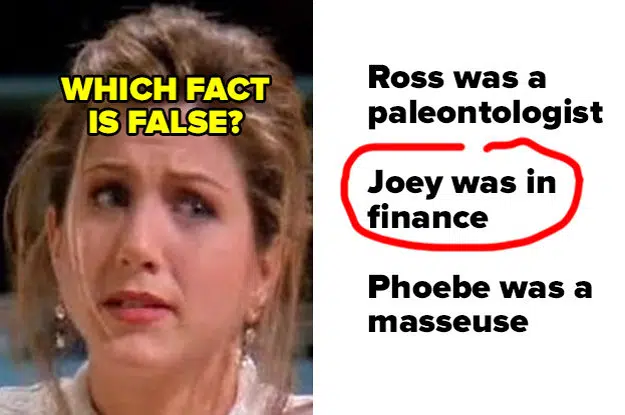 WHICH FACT
IS FALSE?
Ross was a
paleontologist
Joey was in
finance
Phoebe was a
masseuse